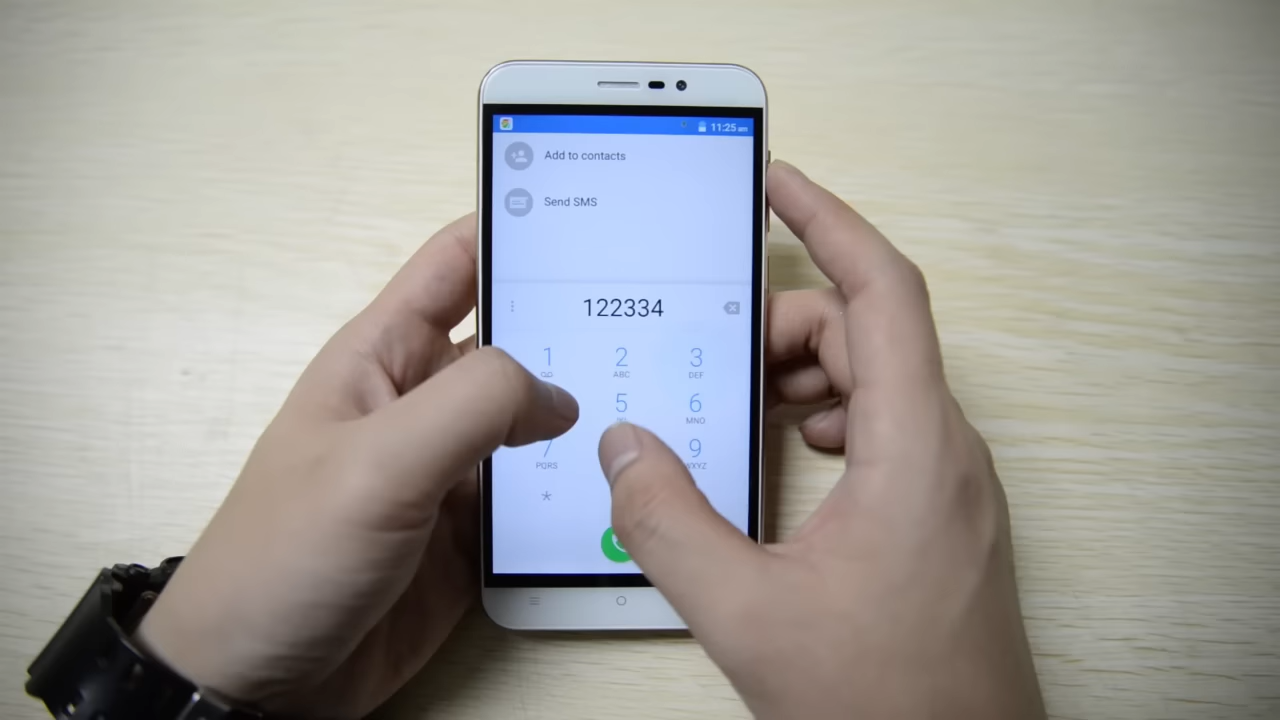 11:25 am
Add to contacts
Send SMS
122334
1 2 3
ABC DEF
5 6
MNO
7 9
PQRS WXYZ
*